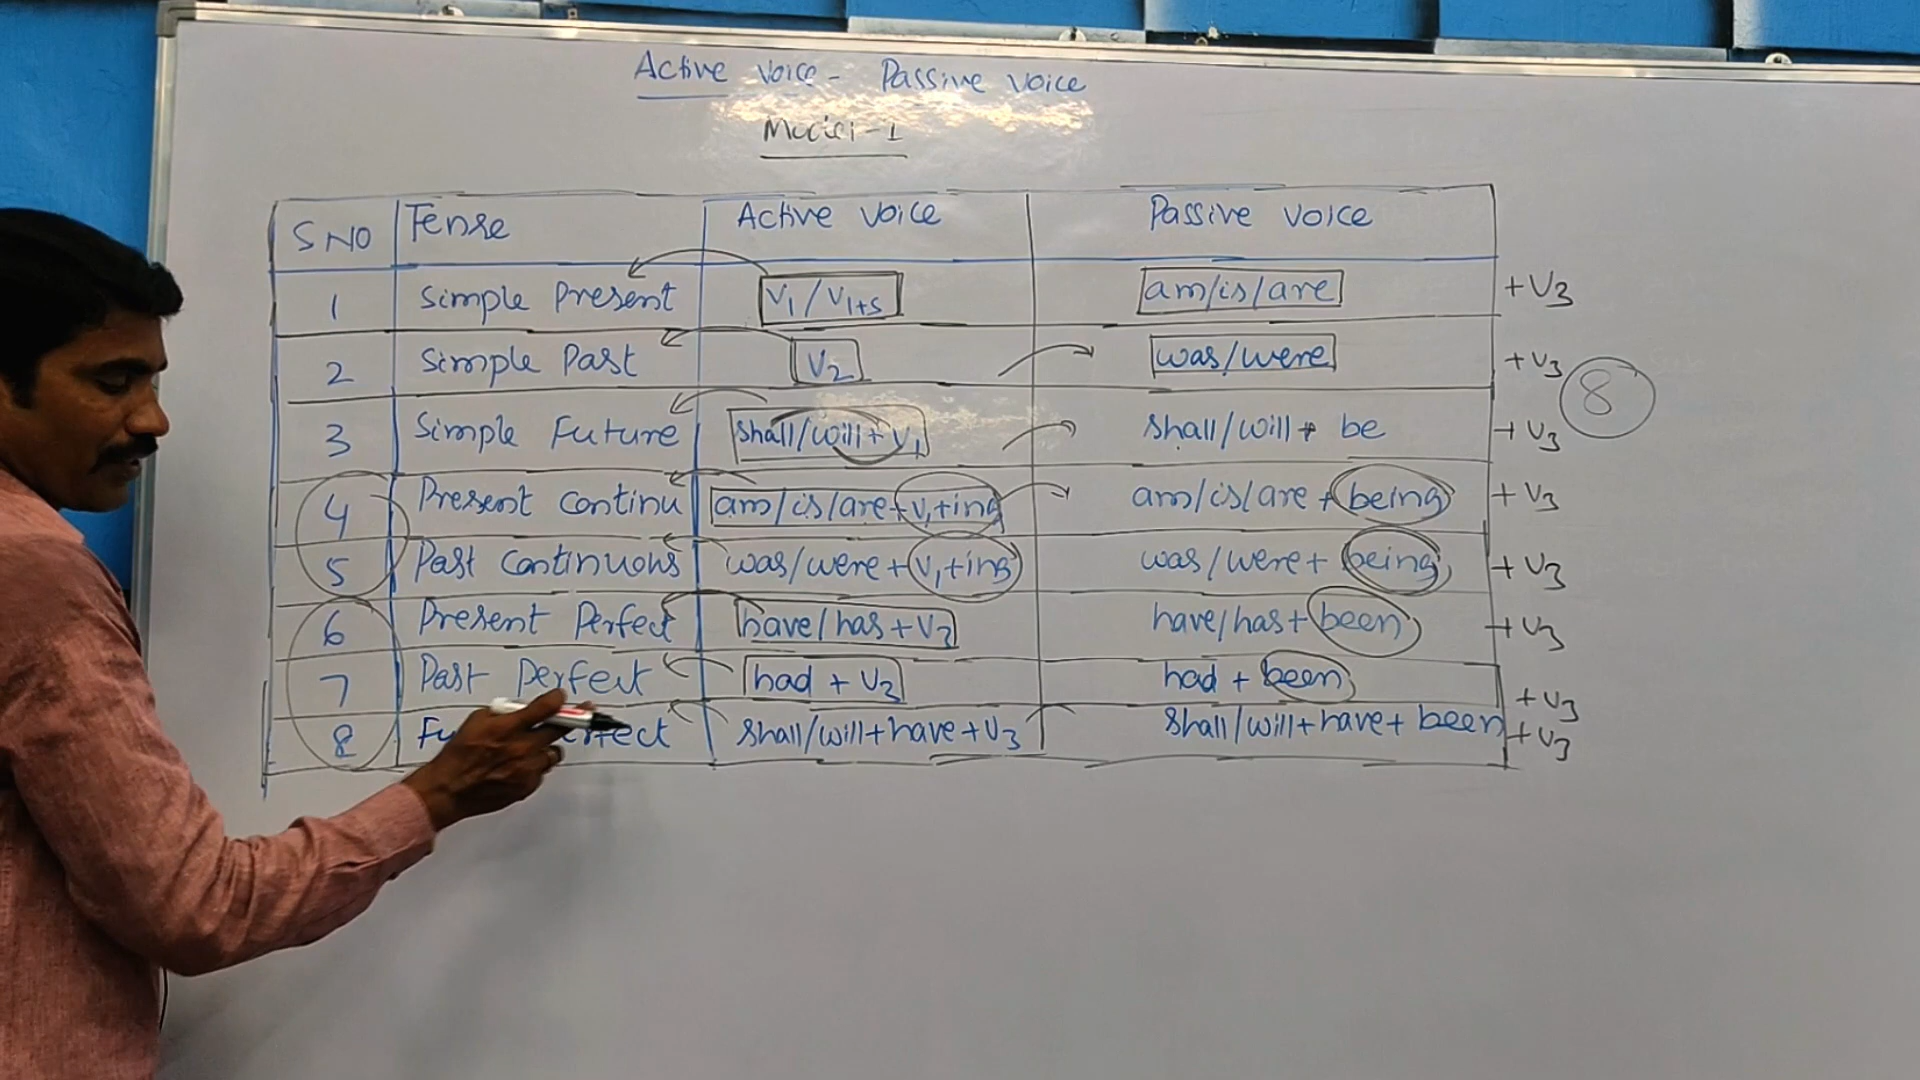 Active Voice - Passive Voice
Model-1
S NO Tense Active Voice Passive Voice
1 Simple Present V1/V1+s am/is/are +V3
2 Simple Past V2 was/were +V3
8
3 Simple Future shall/will+V1 shall/will+be +V3
4 Present Continu am/is/are+V1+ing am/is/are+being +V3
5 Past Continuous was/were+V1+ing was/were+being +V3
6 Present Perfect have/has+V3 have/has+been +V3
7 Past Perfect had + V3 had + been +V3
8 shall/will+have+V3 shall/will+have+been +V3